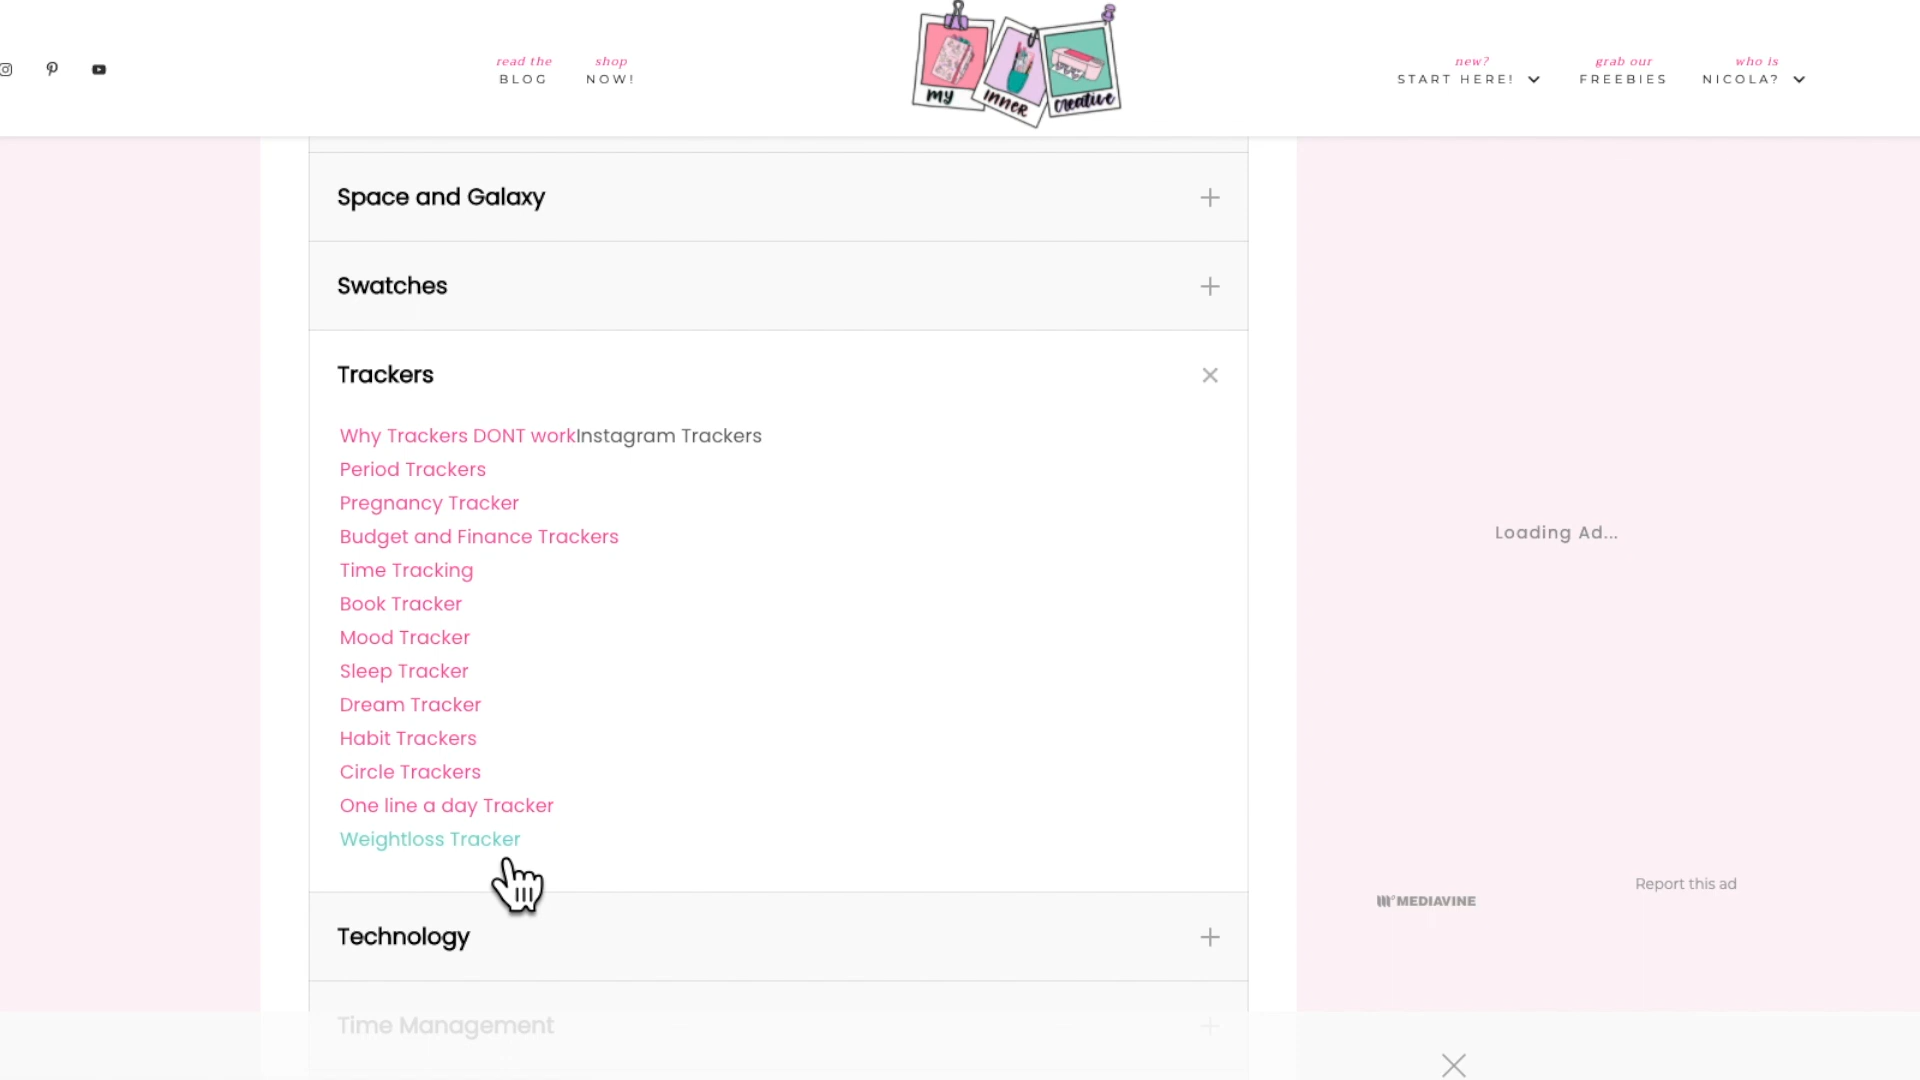 read the
BLOG
shop
NOW!
MY
INNER
Creative
new?
START HERE!
grab our
FREEBIES
who is
NICOLA?
Space and Galaxy
Swatches
Trackers
Why Trackers DONT workInstagram Trackers
Period Trackers
Pregnancy Tracker
Budget and Finance Trackers
Time Tracking
Book Tracker
Mood Tracker
Sleep Tracker
Dream Tracker
Habit Trackers
Circle Trackers
One line a day Tracker
Weightloss Tracker
Technology
Time Management
Loading Ad...
Report this ad
MEDIAVINE